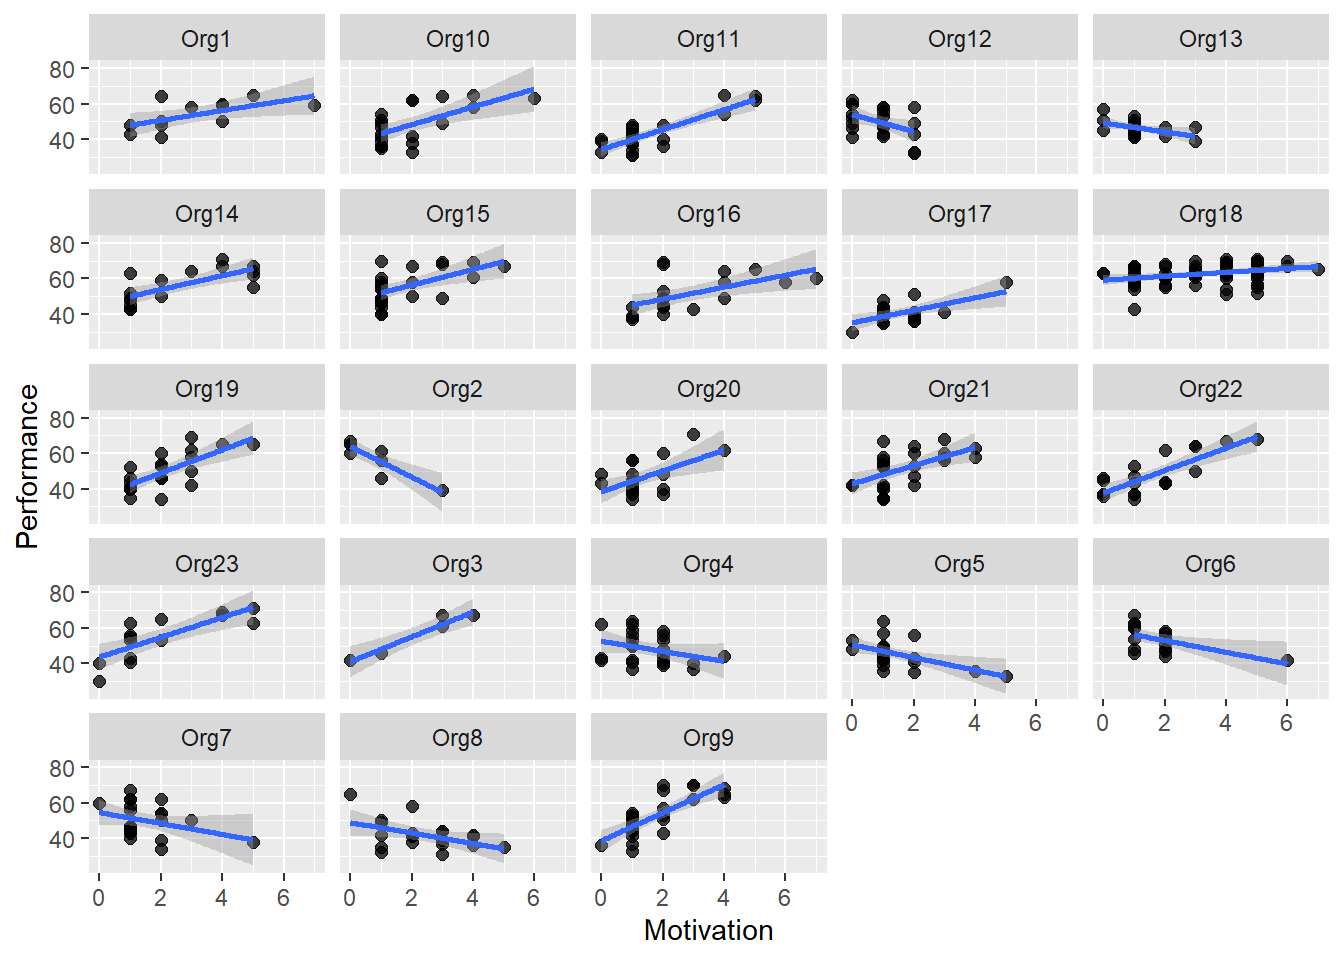 Org1 Org10 Org11 Org12 Org13
80
60
40
Org14 Org15 Org16 Org17 Org18
80
60
40
Org19 Org2 Org20 Org21 Org22
80
60
40
Performance
Org23 Org3 Org4 Org5 Org6
80
60
40
0 2 4 6 0 2 4 6
Org7 Org8 Org9
80
60
40
0 2 4 6 0 2 4 6 0 2 4 6
Motivation